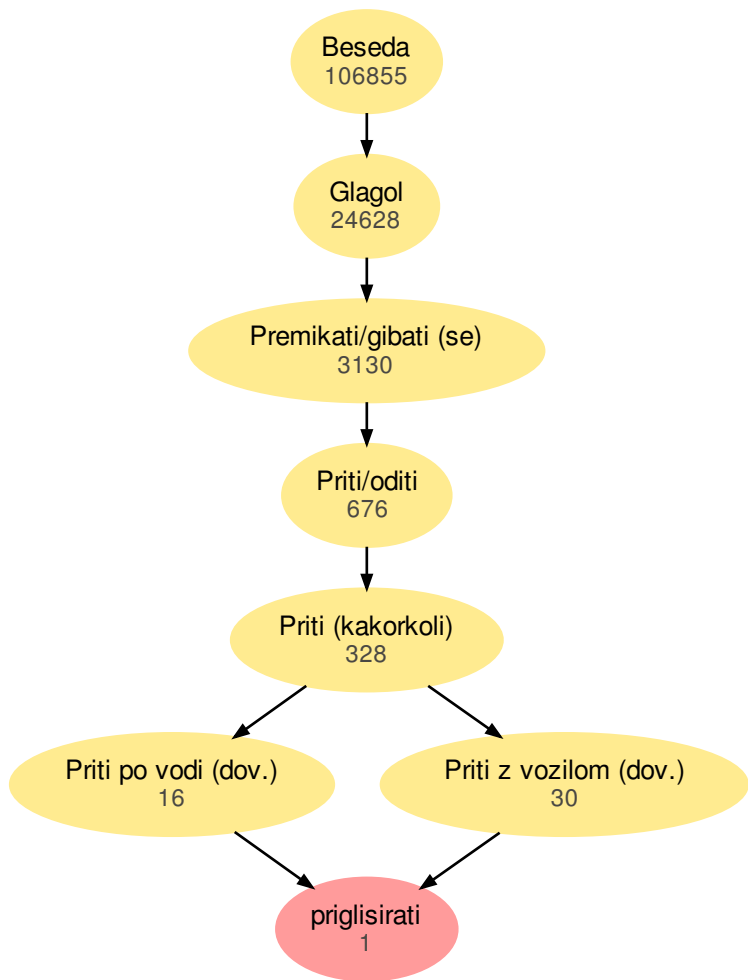 Beseda
106855
Glagol
24628
Premikati/gibati (se)
3130
Priti/oditi
676
Priti (kakorkoli)
328
Priti po vodi (dov.)
16
Priti z vozilom (dov.)
30
priglisirati
1